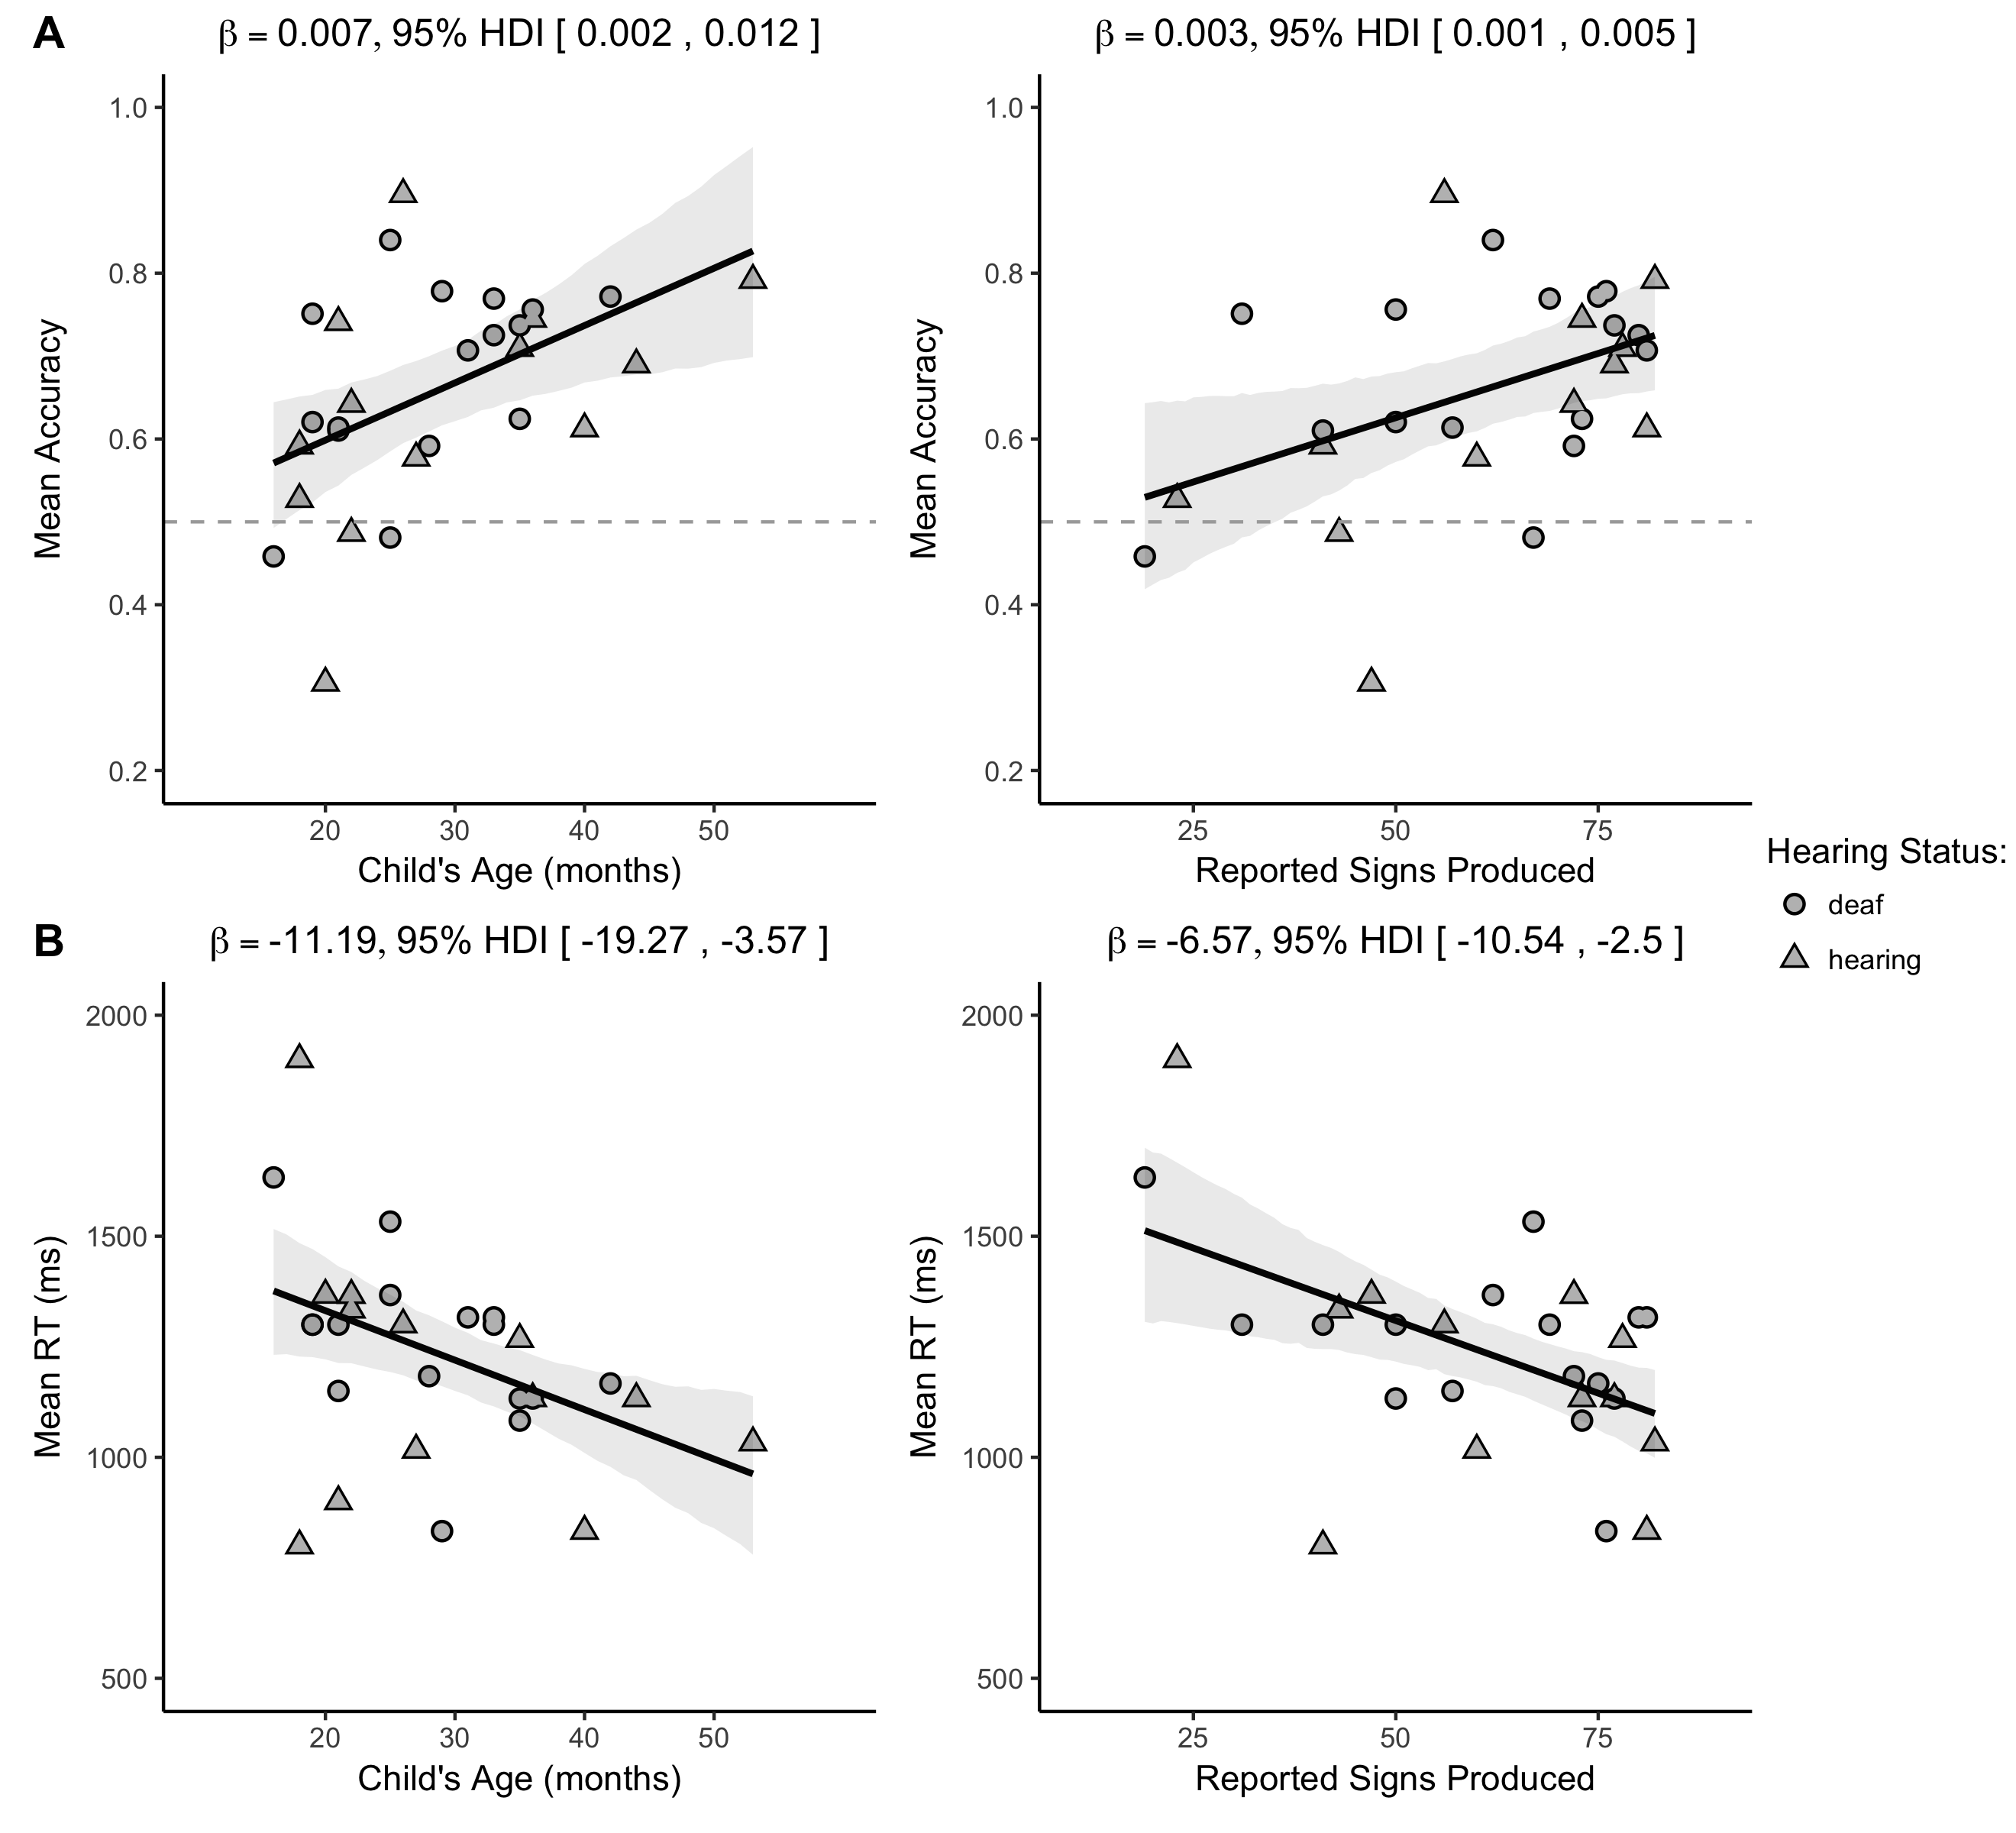 A
β = 0.007, 95% HDI [ 0.002 , 0.012 ]
Mean Accuracy
1.0
0.8
0.6
0.4
0.2
20 30 40 50
Child's Age (months)
β = 0.003, 95% HDI [ 0.001 , 0.005 ]
Mean Accuracy
1.0
0.8
0.6
0.4
0.2
25 50 75
Reported Signs Produced
Hearing Status:
deaf
hearing
B
β = -11.19, 95% HDI [ -19.27 , -3.57 ]
Mean RT (ms)
2000
1500
1000
500
20 30 40 50
Child's Age (months)
β = -6.57, 95% HDI [ -10.54 , -2.5 ]
Mean RT (ms)
2000
1500
1000
500
25 50 75
Reported Signs Produced